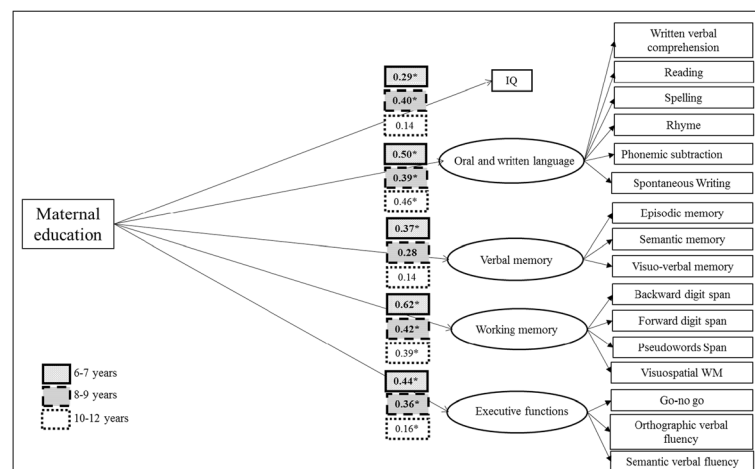 Maternal
education
0.29*
0.40*
0.14
0.50*
0.39*
0.46*
0.37*
0.28
0.14
0.62*
0.42*
0.39*
0.44*
0.36*
0.16*
IQ
Oral and written language
Verbal memory
Working memory
Executive functions
Written verbal
comprehension
Reading
Spelling
Rhyme
Phonemic subtraction
Spontaneous Writing
Episodic memory
Semantic memory
Visuo-verbal memory
Backward digit span
Forward digit span
Pseudowords Span
Visuospatial WM
Go-no go
Orthographic verbal
fluency
Semantic verbal fluency
6-7 years
8-9 years
10-12 years